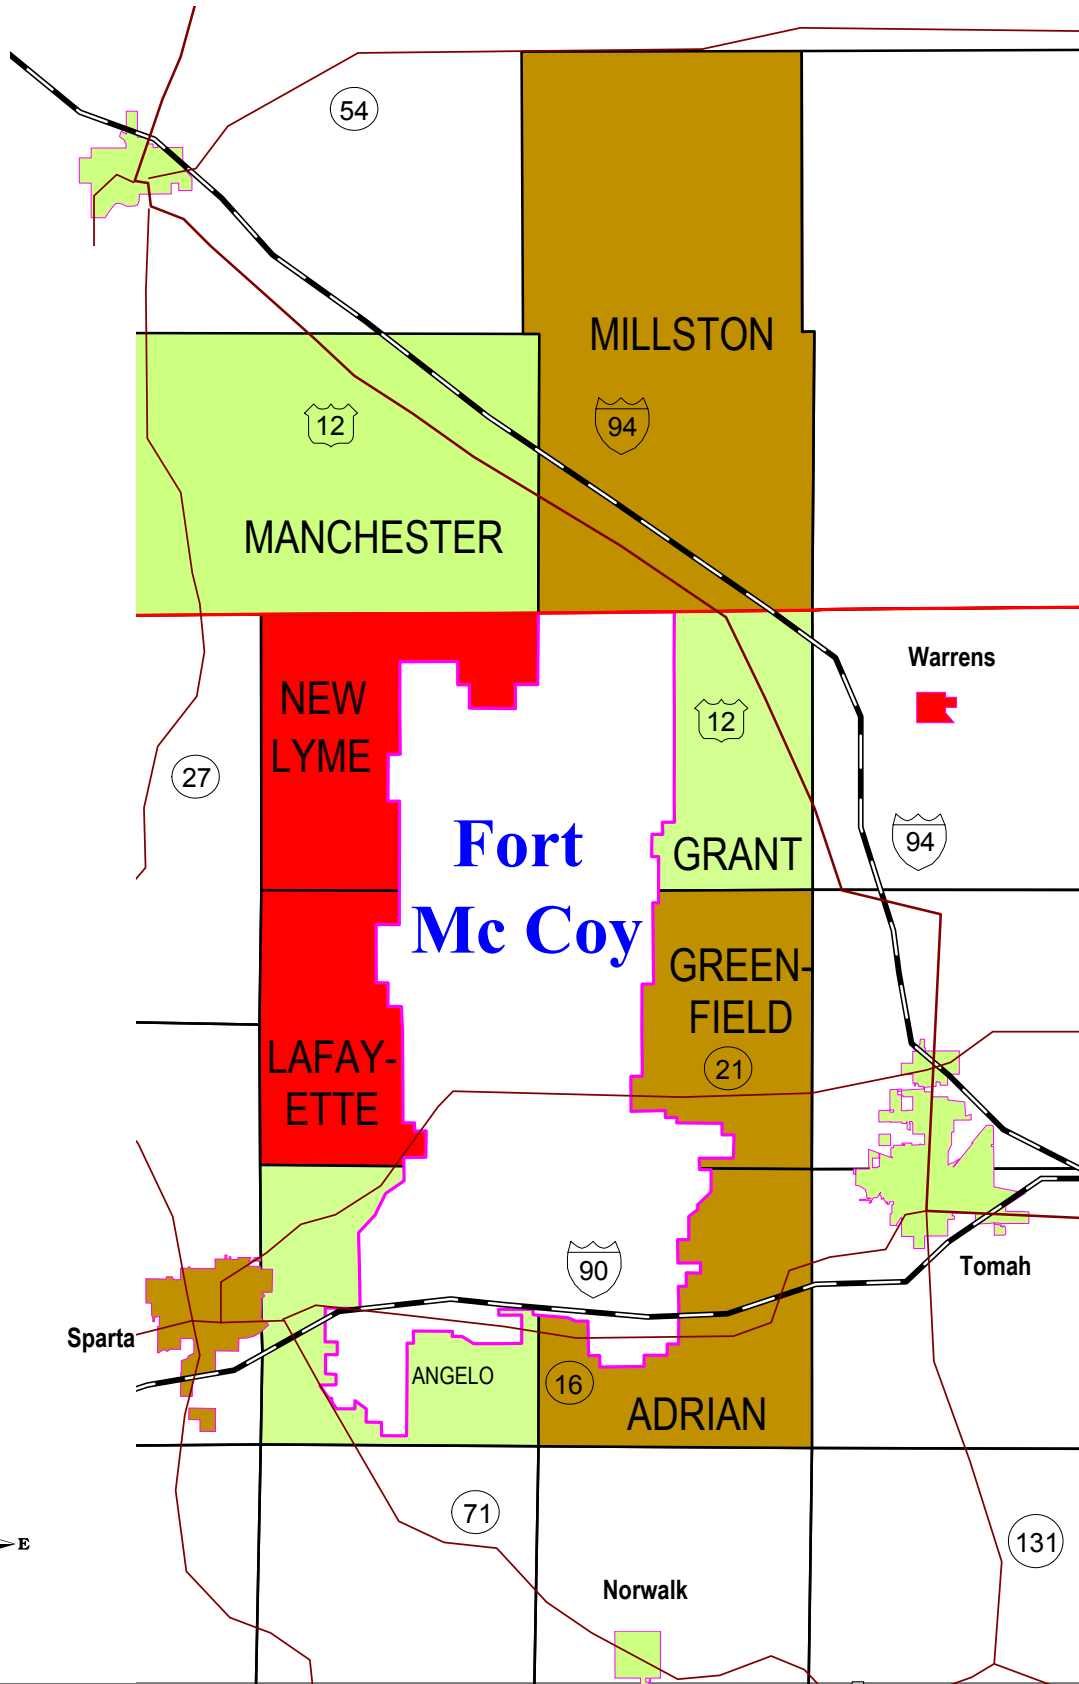 54
MILLSTON
12
94
MANCHESTER
Warrens
NEW
LYME
12
27
Fort
94
GRANT
Mc Coy
GREEN-
FIELD
LAFAY-
21
ETTE
90
Tomah
Sparta
ANGELO
16
ADRIAN
71
131
E
Norwalk